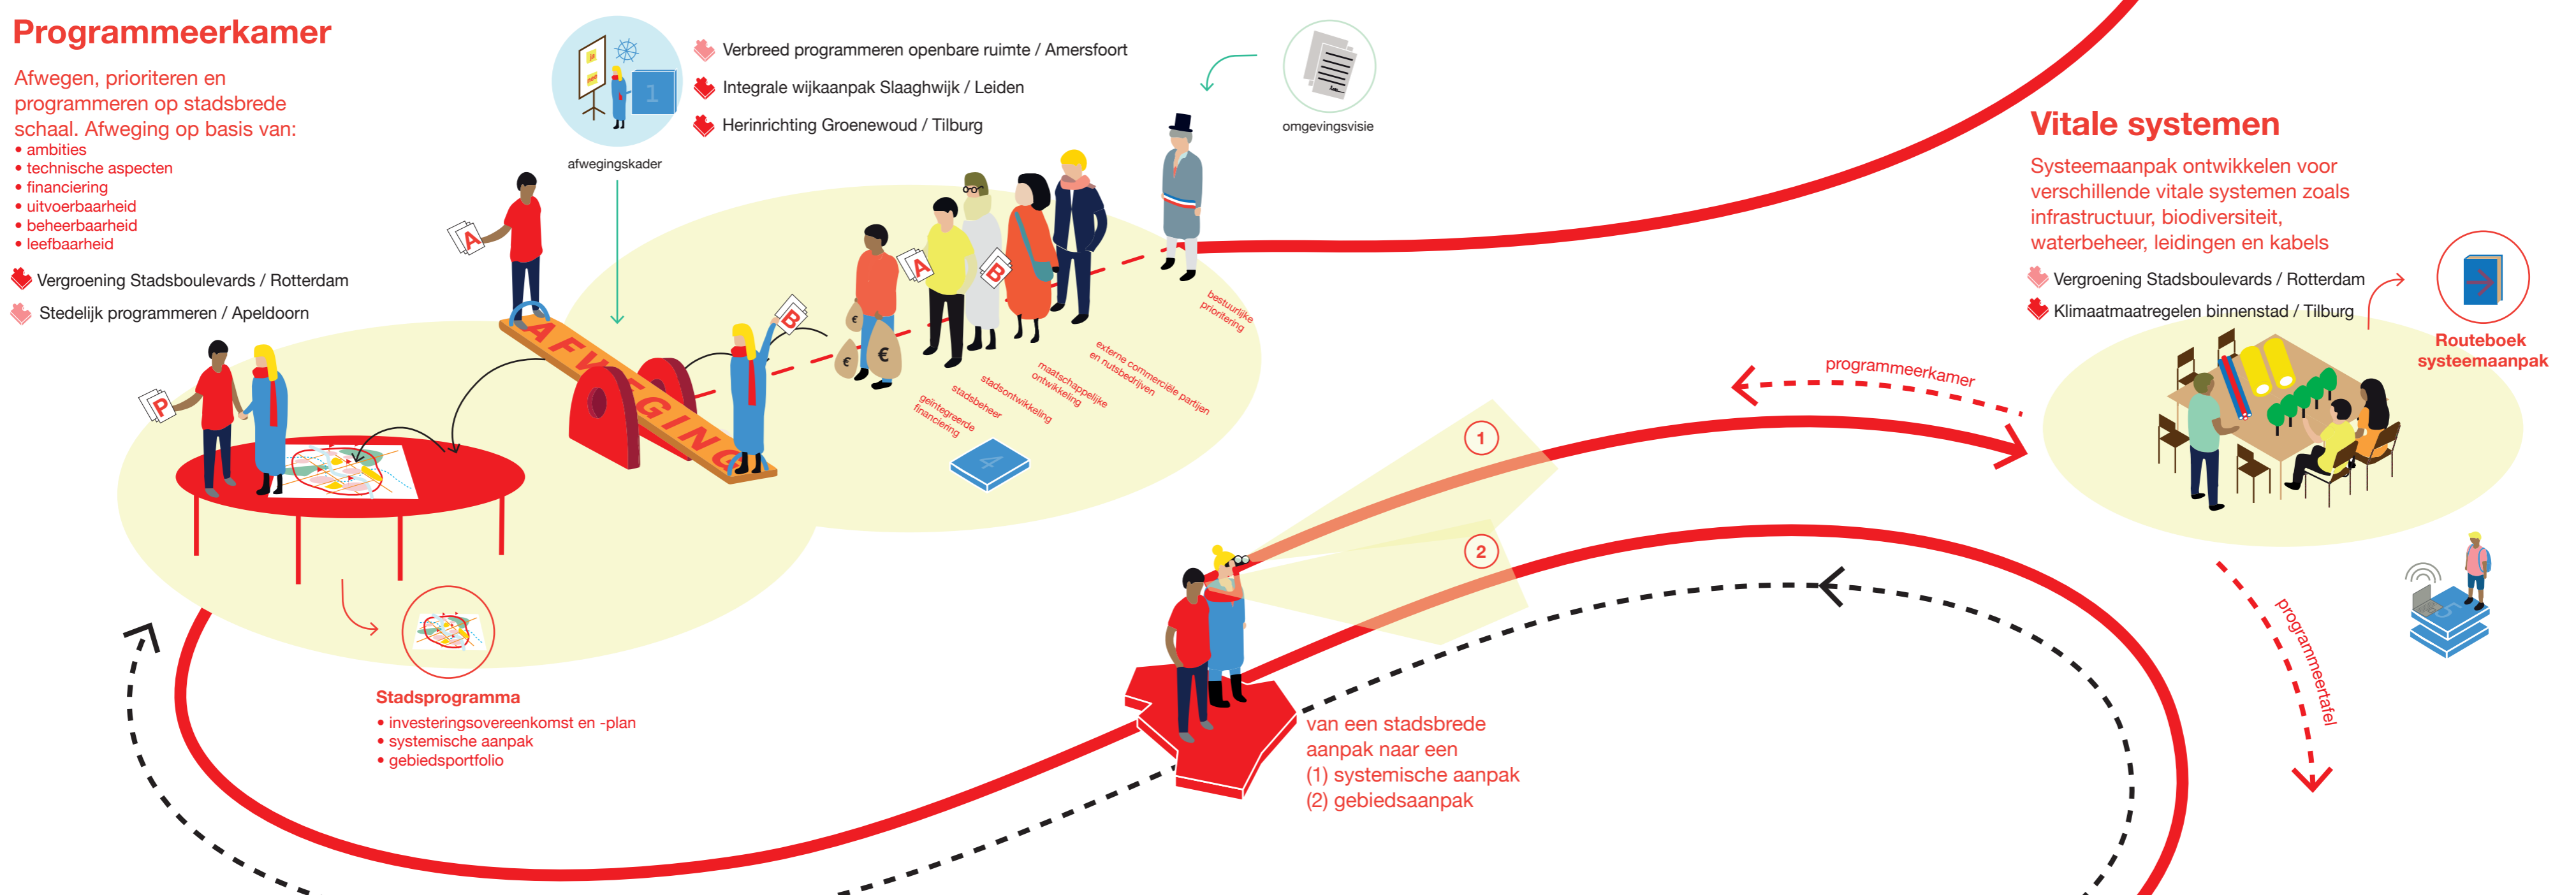 Programmeerkamer
Afwegen, prioriteren en
programmeren op stadsbrede
schaal. Afweging op basis van:
• ambities
• technische aspecten
• financiering
• uitvoerbaarheid
• beheerbaarheid
• leefbaarheid
Vergroening Stadsboulevards / Rotterdam
Stedelijk programmeren / Apeldoorn
1
afwegingskader
Verbreed programmeren openbare ruimte / Amersfoort
Integrale wijkaanpak Slaaghwijk / Leiden
Herinrichting Groenewoud / Tilburg
omgevingsvisie
A
B
A
B
P
AFWEGING
geïntegreerde
financiering
stadsbeheer
stadsontwikkeling
maatschappelijke
ontwikkeling
externe commerciële partijen
en nutsbedrijven
bestuurlijke
prioritering
€
€
€
4
Stadsprogramma
• investeringsovereenkomst en -plan
• systemische aanpak
• gebiedsportfolio
1
2
van een stadsbrede
aanpak naar een
(1) systemische aanpak
(2) gebiedsaanpak
programmeerkamer
Vitale systemen
Systeemaanpak ontwikkelen voor
verschillende vitale systemen zoals
infrastructuur, biodiversiteit,
waterbeheer, leidingen en kabels
Vergroening Stadsboulevards / Rotterdam
Klimaatmaatregelen binnenstad / Tilburg
Routeboek
systeemaanpak
5
programmeertafel